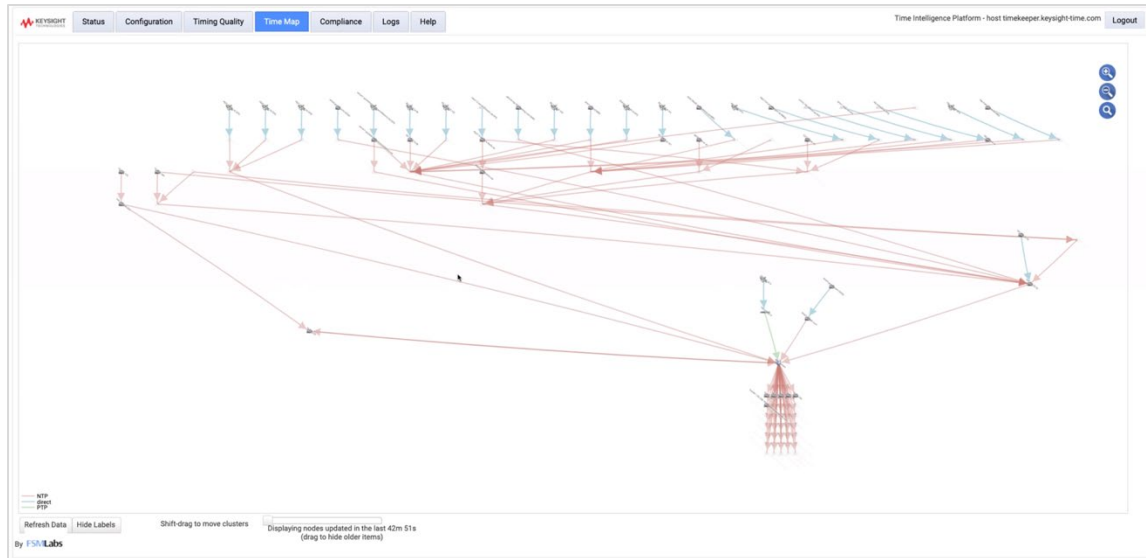 KEYSIGHT
TECHNOLOGIES
Status
Configuration
Timing Quality
Time Map
Compliance
Logs
Help
Time Intelligence Platform - host timekeeper.keysight-time.com
Logout
NTP
direct
PTP
Refresh Data
Hide Labels
Shift-drag to move clusters
Displaying nodes updated in the last 42m 51s
(drag to hide older items)
By FSMLabs